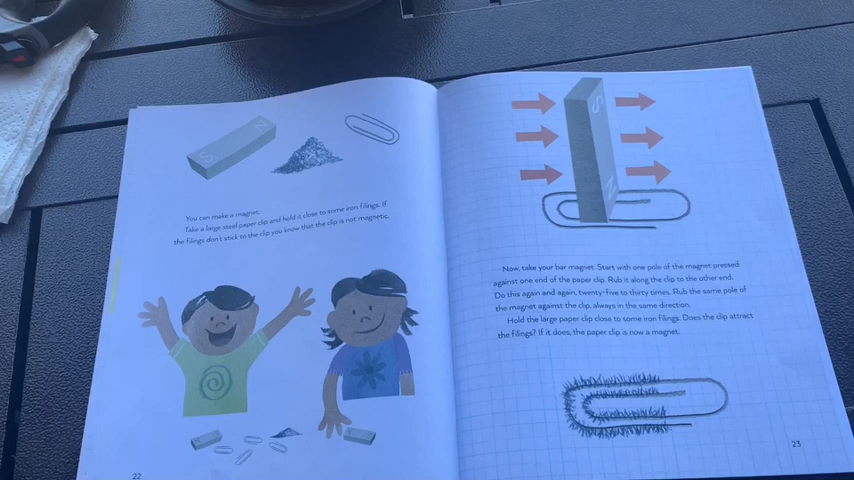 N
S
You can make a magnet.
Take a large steel paper clip and hold it close to some iron filings. If
the filings don't stick to the clip you know that the clip is not magnetic.
22
S
N
Now, take your bar magnet. Start with one pole of the magnet pressed
against one end of the paper clip. Rub it along the clip to the other end.
Do this again and again, twenty-five to thirty times. Rub the same pole of
the magnet against the clip, always in the same direction.
Hold the large paper clip close to some iron filings. Does the clip attract
the filings? If it does, the paper clip is now a magnet.
23